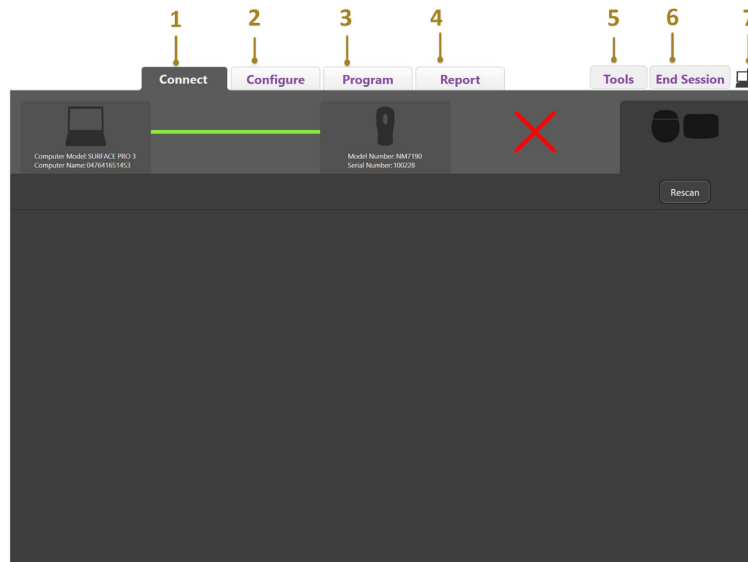 1 2 3 4 5 6 7
Connect Configure Program Report Tools End Session
Computer Model:SURFACE PRO 3
Computer Name:047641651453
Model Number:NM7190
Serial Number:100228
Rescan